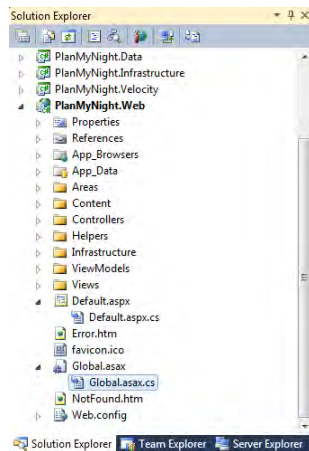 Solution Explorer
PlanMyNight.Data
PlanMyNight.Infrastructure
PlanMyNight.Velocity
PlanMyNight.Web
Properties
References
App_Browsers
App_Data
Areas
Content
Controllers
Helpers
Infrastructure
ViewModels
Views
Default.aspx
Default.aspx.cs
Error.htm
favicon.ico
Global.asax
Global.asax.cs
NotFound.htm
Web.config
Solution Explorer Team Explorer Server Explorer